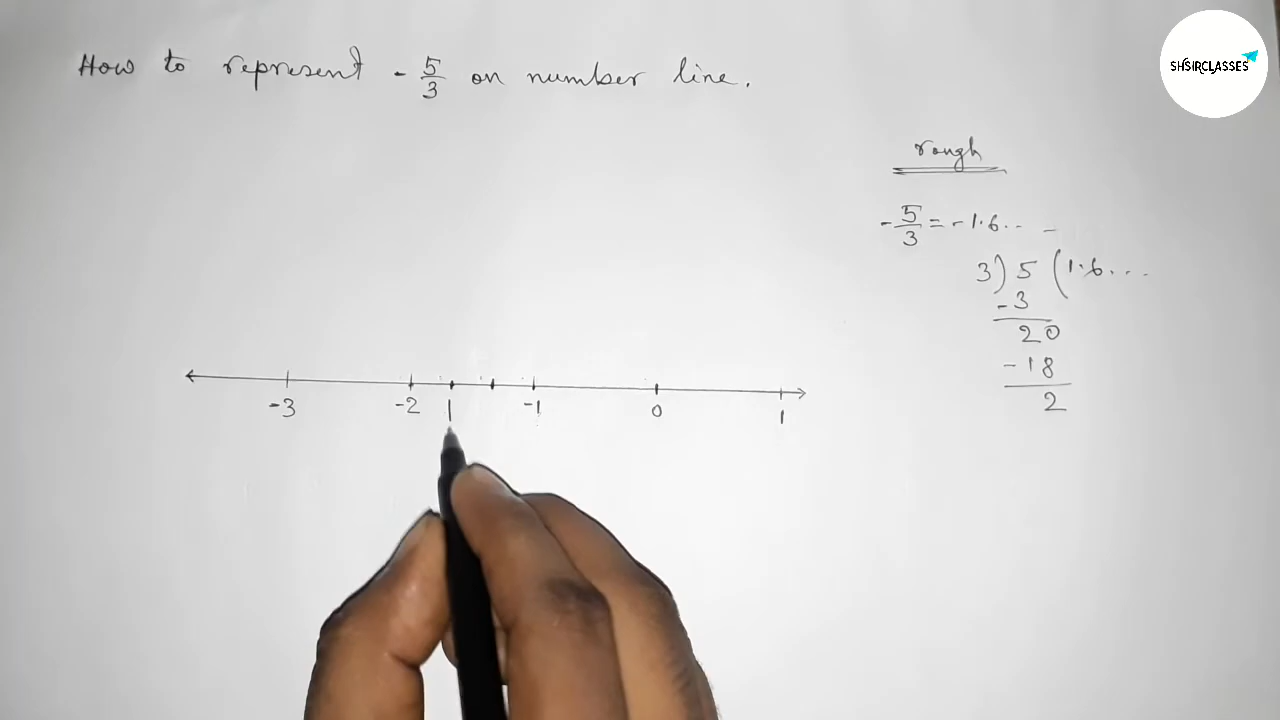 How to represent - 5/3 on number line.
SHSIRCLASSES
rough
- 5/3 = -1.6.. -
3) 5 (1.6...
-3
20
-18
2
-3 -2 -1 0 1